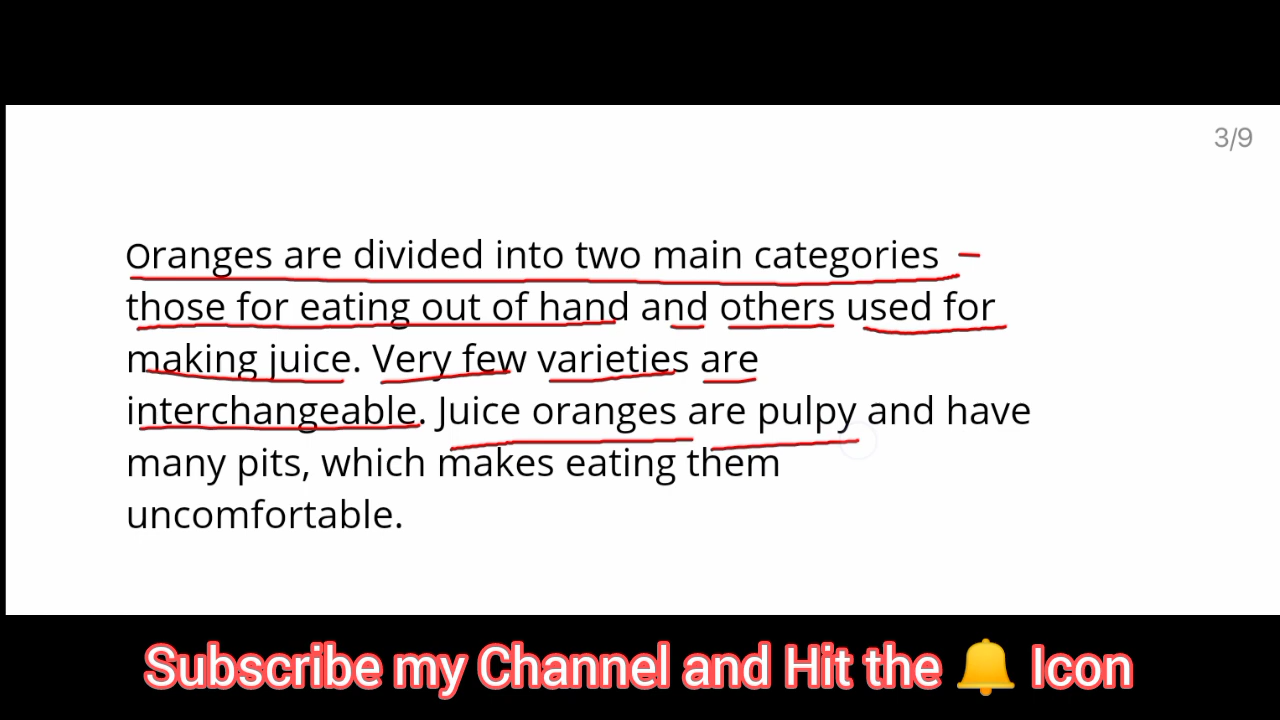 3/9
Oranges are divided into two main categories –
those for eating out of hand and others used for
making juice. Very few varieties are
interchangeable. Juice oranges are pulpy and have
many pits, which makes eating them
uncomfortable.
Subscribe my Channel and Hit the 🔔 Icon